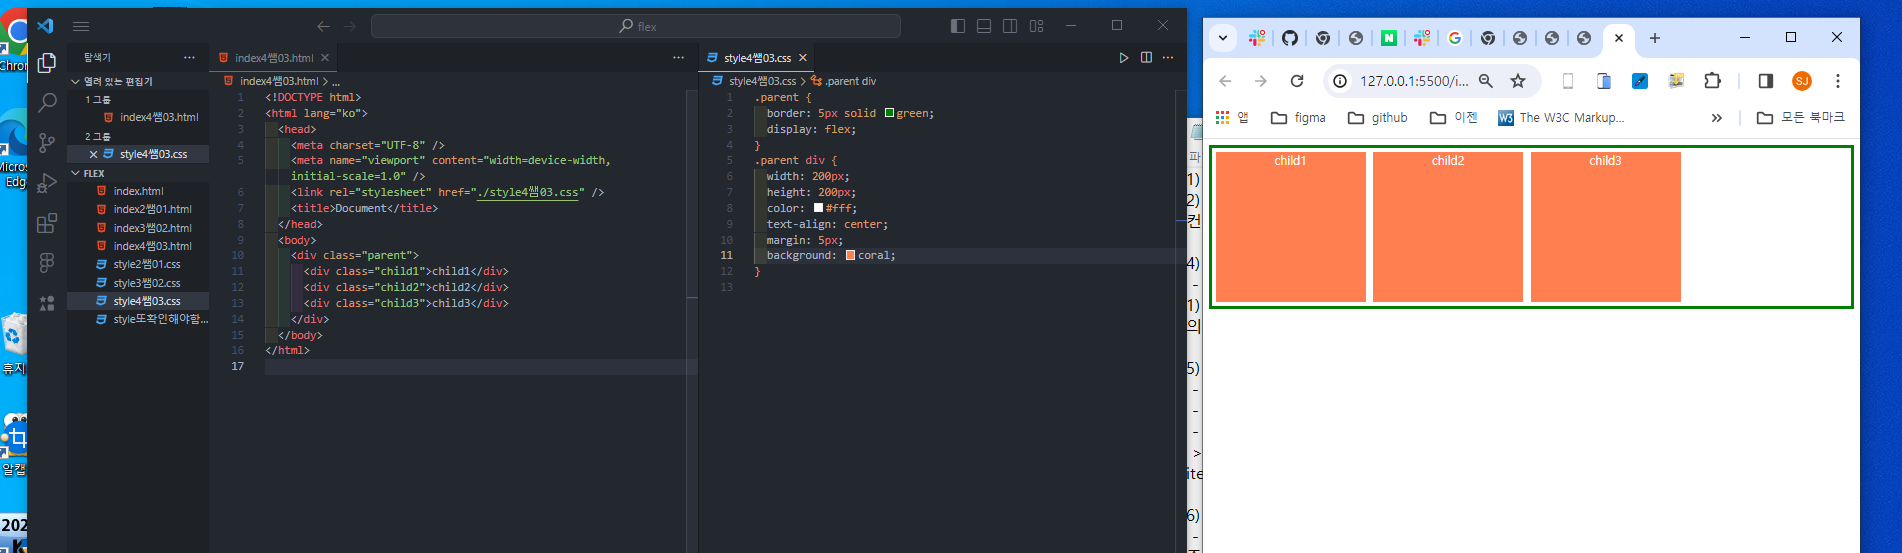 flex
탐색기
열려 있는 편집기
1 그룹
index4쌤03.html
2 그룹
style4쌤03.css
FLEX
index.html
index2쌤01.html
index3쌤02.html
index4쌤03.html
style2쌤01.css
style3쌤02.css
style4쌤03.css
style또확인해야함...
index4쌤03.html
index4쌤03.html > ...
1 <!DOCTYPE html>
2 <html lang="ko">
3 <head>
4 <meta charset="UTF-8" />
5 <meta name="viewport" content="width=device-width,
initial-scale=1.0" />
6 <link rel="stylesheet" href="./style4쌤03.css" />
7 <title>Document</title>
8 </head>
9 <body>
10 <div class="parent">
11 <div class="child1">child1</div>
12 <div class="child2">child2</div>
13 <div class="child3">child3</div>
14 </div>
15 </body>
16 </html>
17
style4쌤03.css
style4쌤03.css > .parent div
1 .parent {
2 border: 5px solid green;
3 display: flex;
4 }
5 .parent div {
6 width: 200px;
7 height: 200px;
8 color: #fff;
9 text-align: center;
10 margin: 5px;
11 background: coral;
12 }
13
127.0.0.1:5500/i...
SJ
앱
figma
github
이젠
W3
The W3C Markup...
모든 북마크
child1
child2
child3
Chrom
Micros
Edge
휴지
알캡
202
파
1)
2)
컨
4)
-
1)
의
5)
-
-
-
>
ite
6)
-